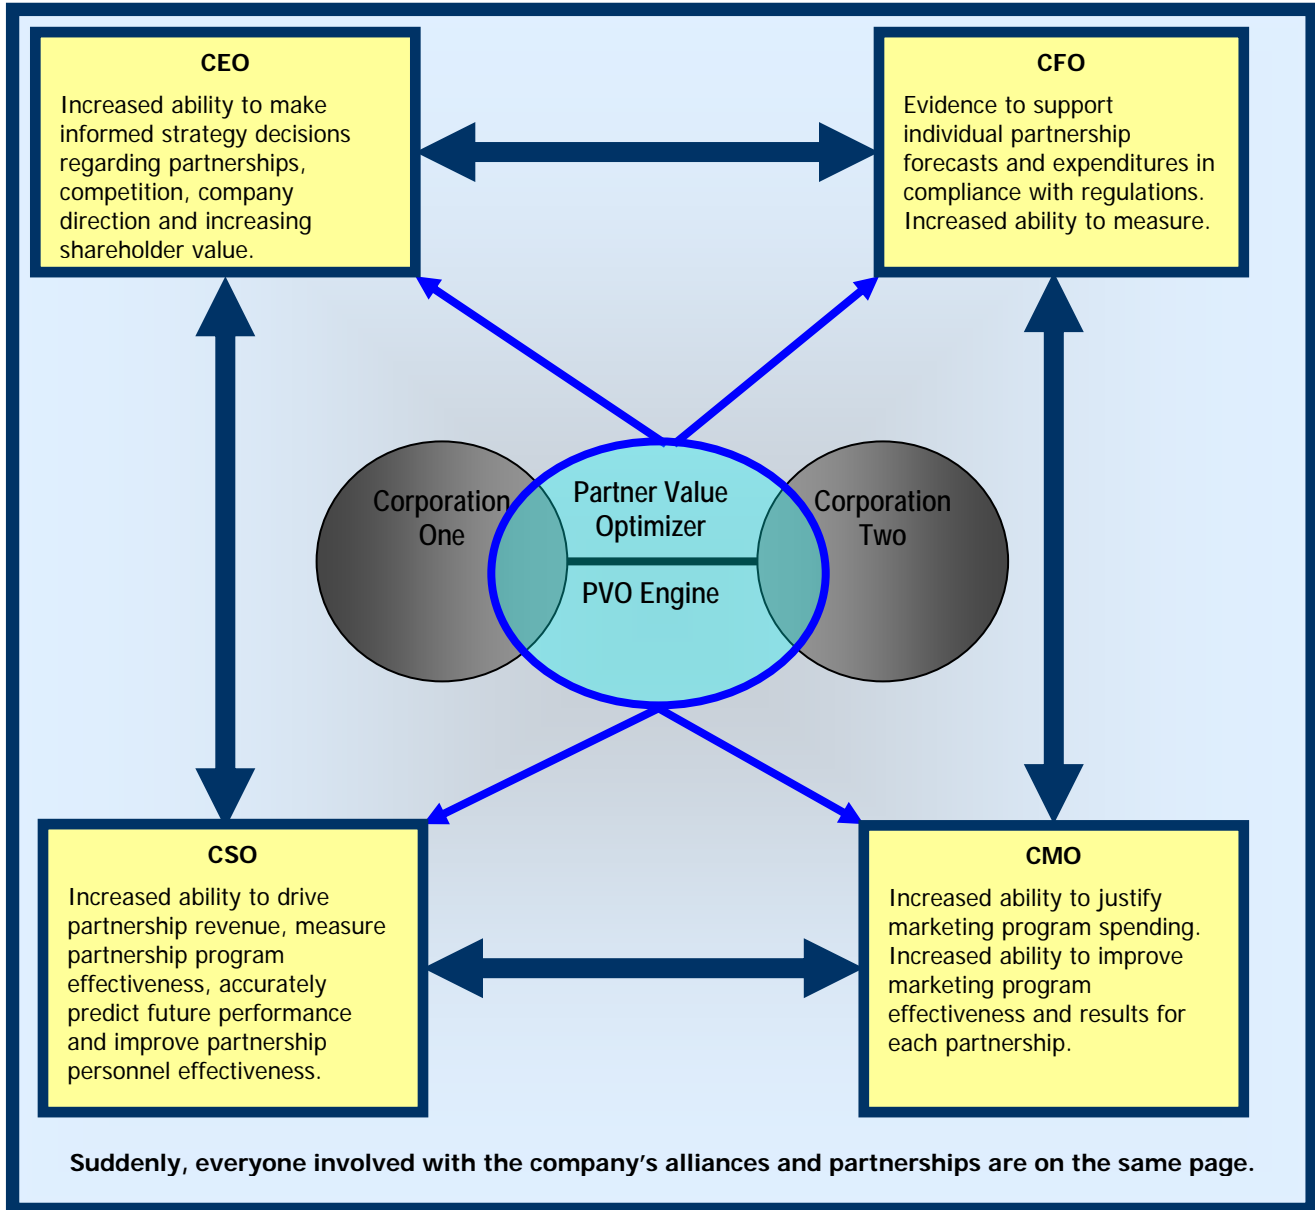 CEO
Increased ability to make
informed strategy decisions
regarding partnerships,
competition, company
direction and increasing
shareholder value.
CFO
Evidence to support
individual partnership
forecasts and expenditures in
compliance with regulations.
Increased ability to measure.
Corporation
One
Partner Value
Optimizer
PVO Engine
Corporation
Two
CSO
Increased ability to drive
partnership revenue, measure
partnership program
effectiveness, accurately
predict future performance
and improve partnership
personnel effectiveness.
CMO
Increased ability to justify
marketing program spending.
Increased ability to improve
marketing program
effectiveness and results for
each partnership.
Suddenly, everyone involved with the company’s alliances and partnerships are on the same page.